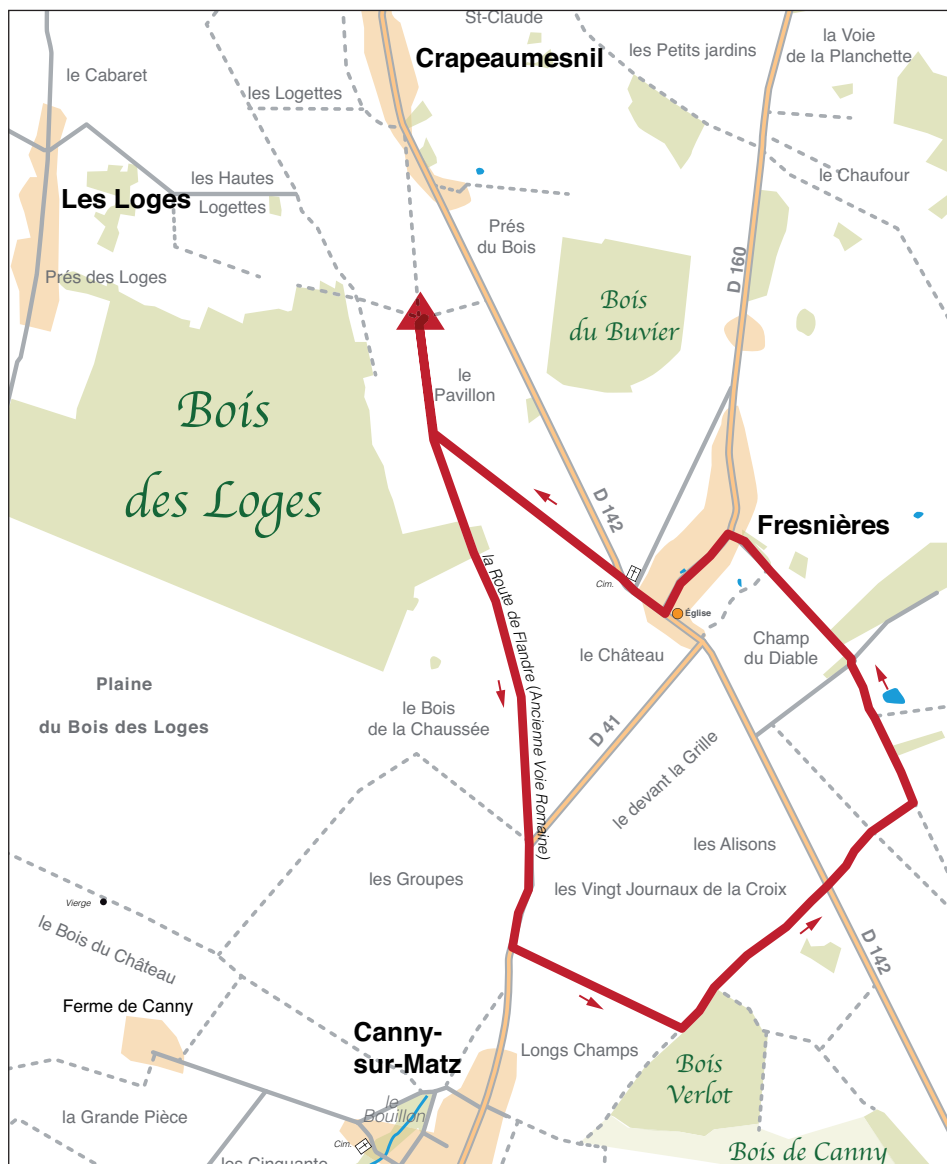 St-Claude
Crapeaumesnil
les Petits jardins
la Voie
de la Planchette
le Cabaret
les Logettes
Les Loges
les Hautes
Logettes
le Chaufour
Prés
du Bois
D 160
Prés des Loges
Bois
du Buvier
le
Pavillon
Bois
des Loges
D 142
Fresnières
Cim.
Église
la Route de Flandre (Ancienne Voie Romaine)
le Château
Champ
du Diable
Plaine
du Bois des Loges
le Bois
de la Chaussée
D 41
le devant la Grille
les Alisons
les Groupes
les Vingt Journaux de la Croix
Vierge
le Bois du Château
D 142
Ferme de Canny
Canny-
sur-Matz
Longs Champs
Bois
Verlot
le
Bouillon
la Grande Pièce
Cim.
Bois de Canny
les Cinquante